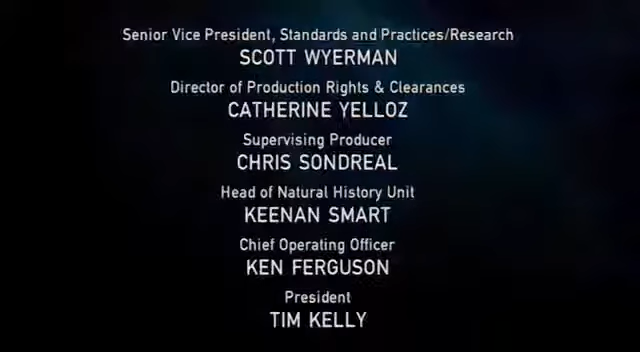 Senior Vice President, Standards and Practices/Research
SCOTT WYERMAN
Director of Production Rights & Clearances
CATHERINE YELLOZ
Supervising Producer
CHRIS SONDREAL
Head of Natural History Unit
KEENAN SMART
Chief Operating Officer
KEN FERGUSON
President
TIM KELLY